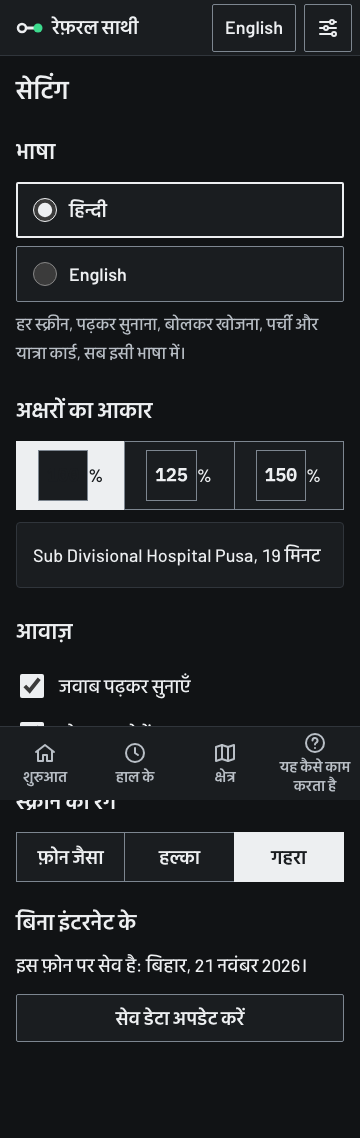 रेफ़रल साथी
English
सेटिंग
भाषा
हिन्दी
English
हर स्क्रीन, पढ़कर सुनाना, बोलकर खोजना, पर्ची और
यात्रा कार्ड, सब इसी भाषा में।
अक्षरों का आकार
% 125 % 150 %
Sub Divisional Hospital Pusa, 19 मिनट
आवाज़
जवाब पढ़कर सुनाएँ
शुरुआत
हाल के
क्षेत्र
यह कैसे काम
करता है
स्क्रीन का रंग
फ़ोन जैसा
हल्का
गहरा
बिना इंटरनेट के
इस फ़ोन पर सेव है: बिहार, 21 नवंबर 2026।
सेव डेटा अपडेट करें